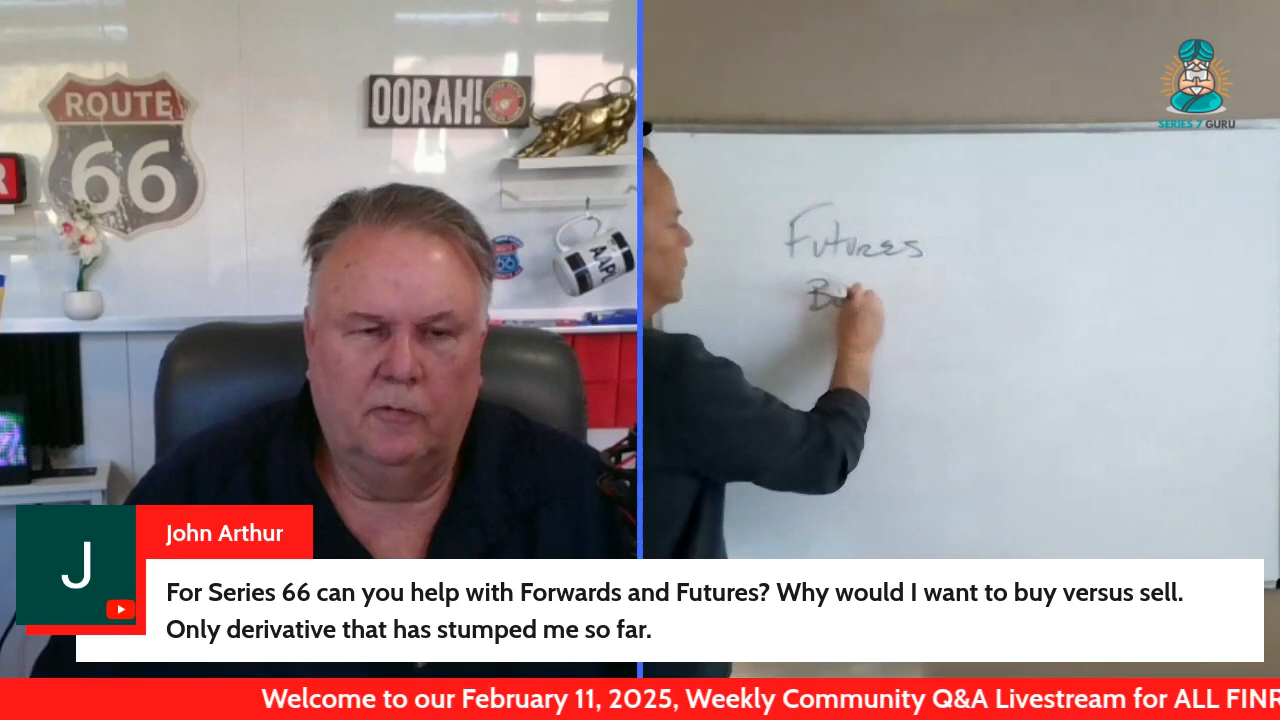 ROUTE
66
OORAH!
R
AAPL
SERIES 7 GURU
Futures
J
John Arthur
For Series 66 can you help with Forwards and Futures? Why would I want to buy versus sell.
Only derivative that has stumped me so far.
Welcome to our February 11, 2025, Weekly Community Q&A Livestream for ALL FINR